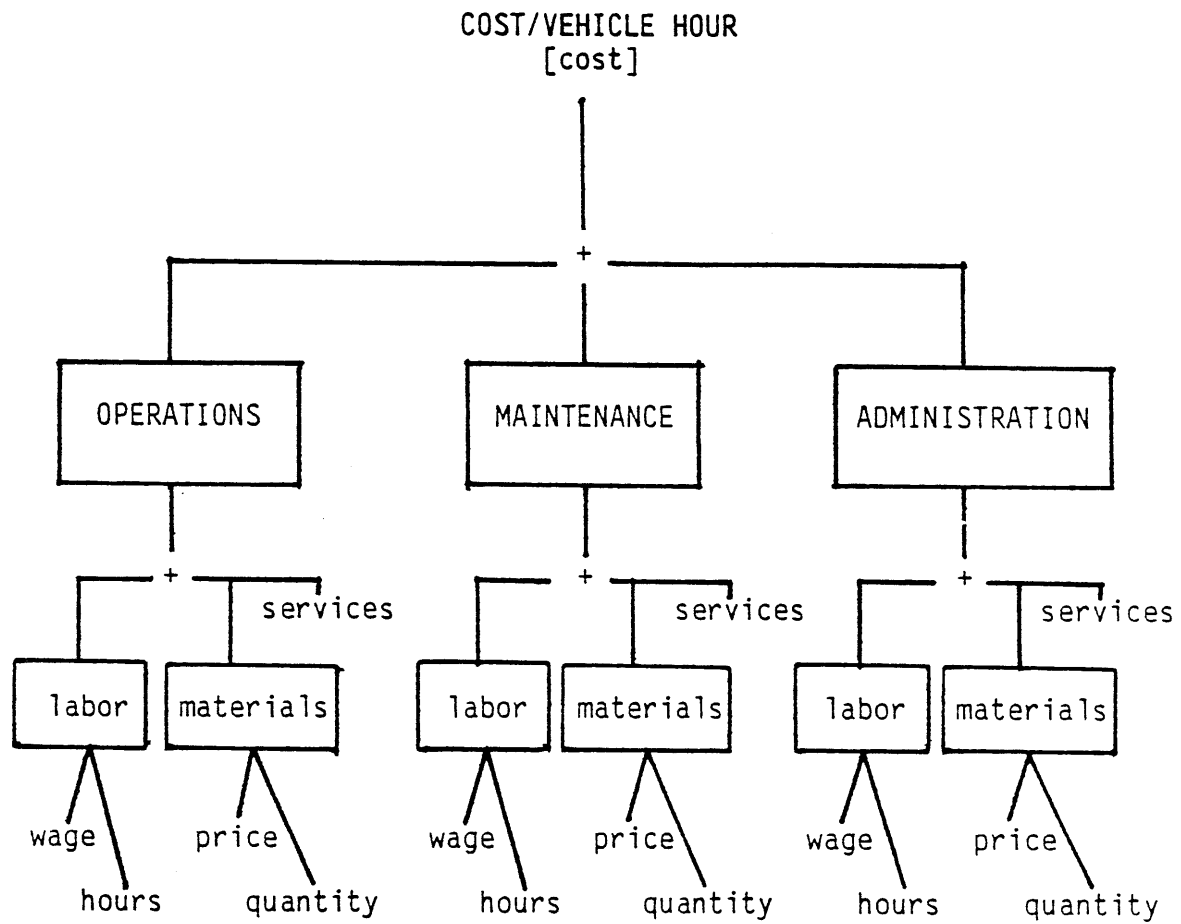 COST/VEHICLE HOUR
[cost]
+
OPERATIONS MAINTENANCE ADMINISTRATION
+ + +
services services services
labor materials labor materials labor materials
wage price wage price wage price
hours quantity hours quantity hours quantity